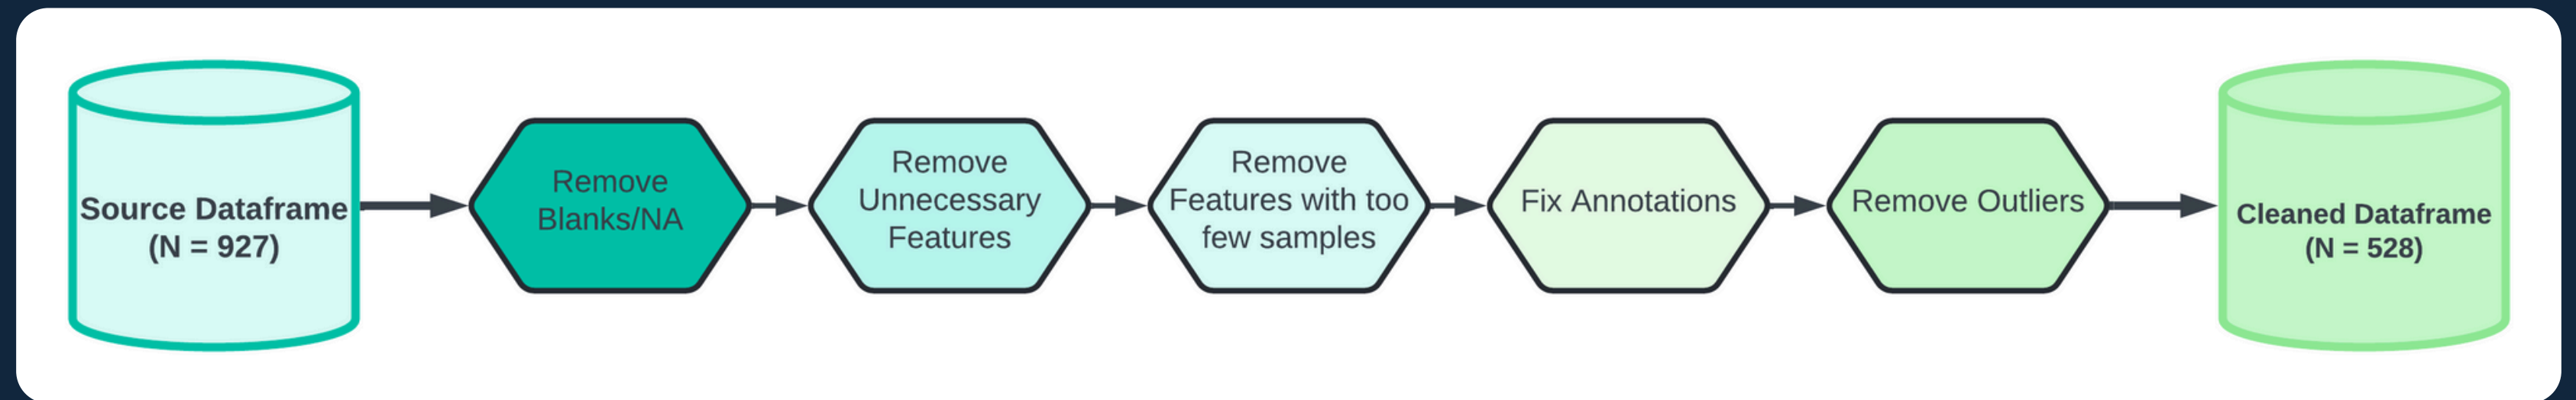 Source Dataframe
(N = 927)
Remove
Blanks/NA
Remove
Unnecessary
Features
Remove
Features with too
few samples
Fix Annotations
Remove Outliers
Cleaned Dataframe
(N = 528)